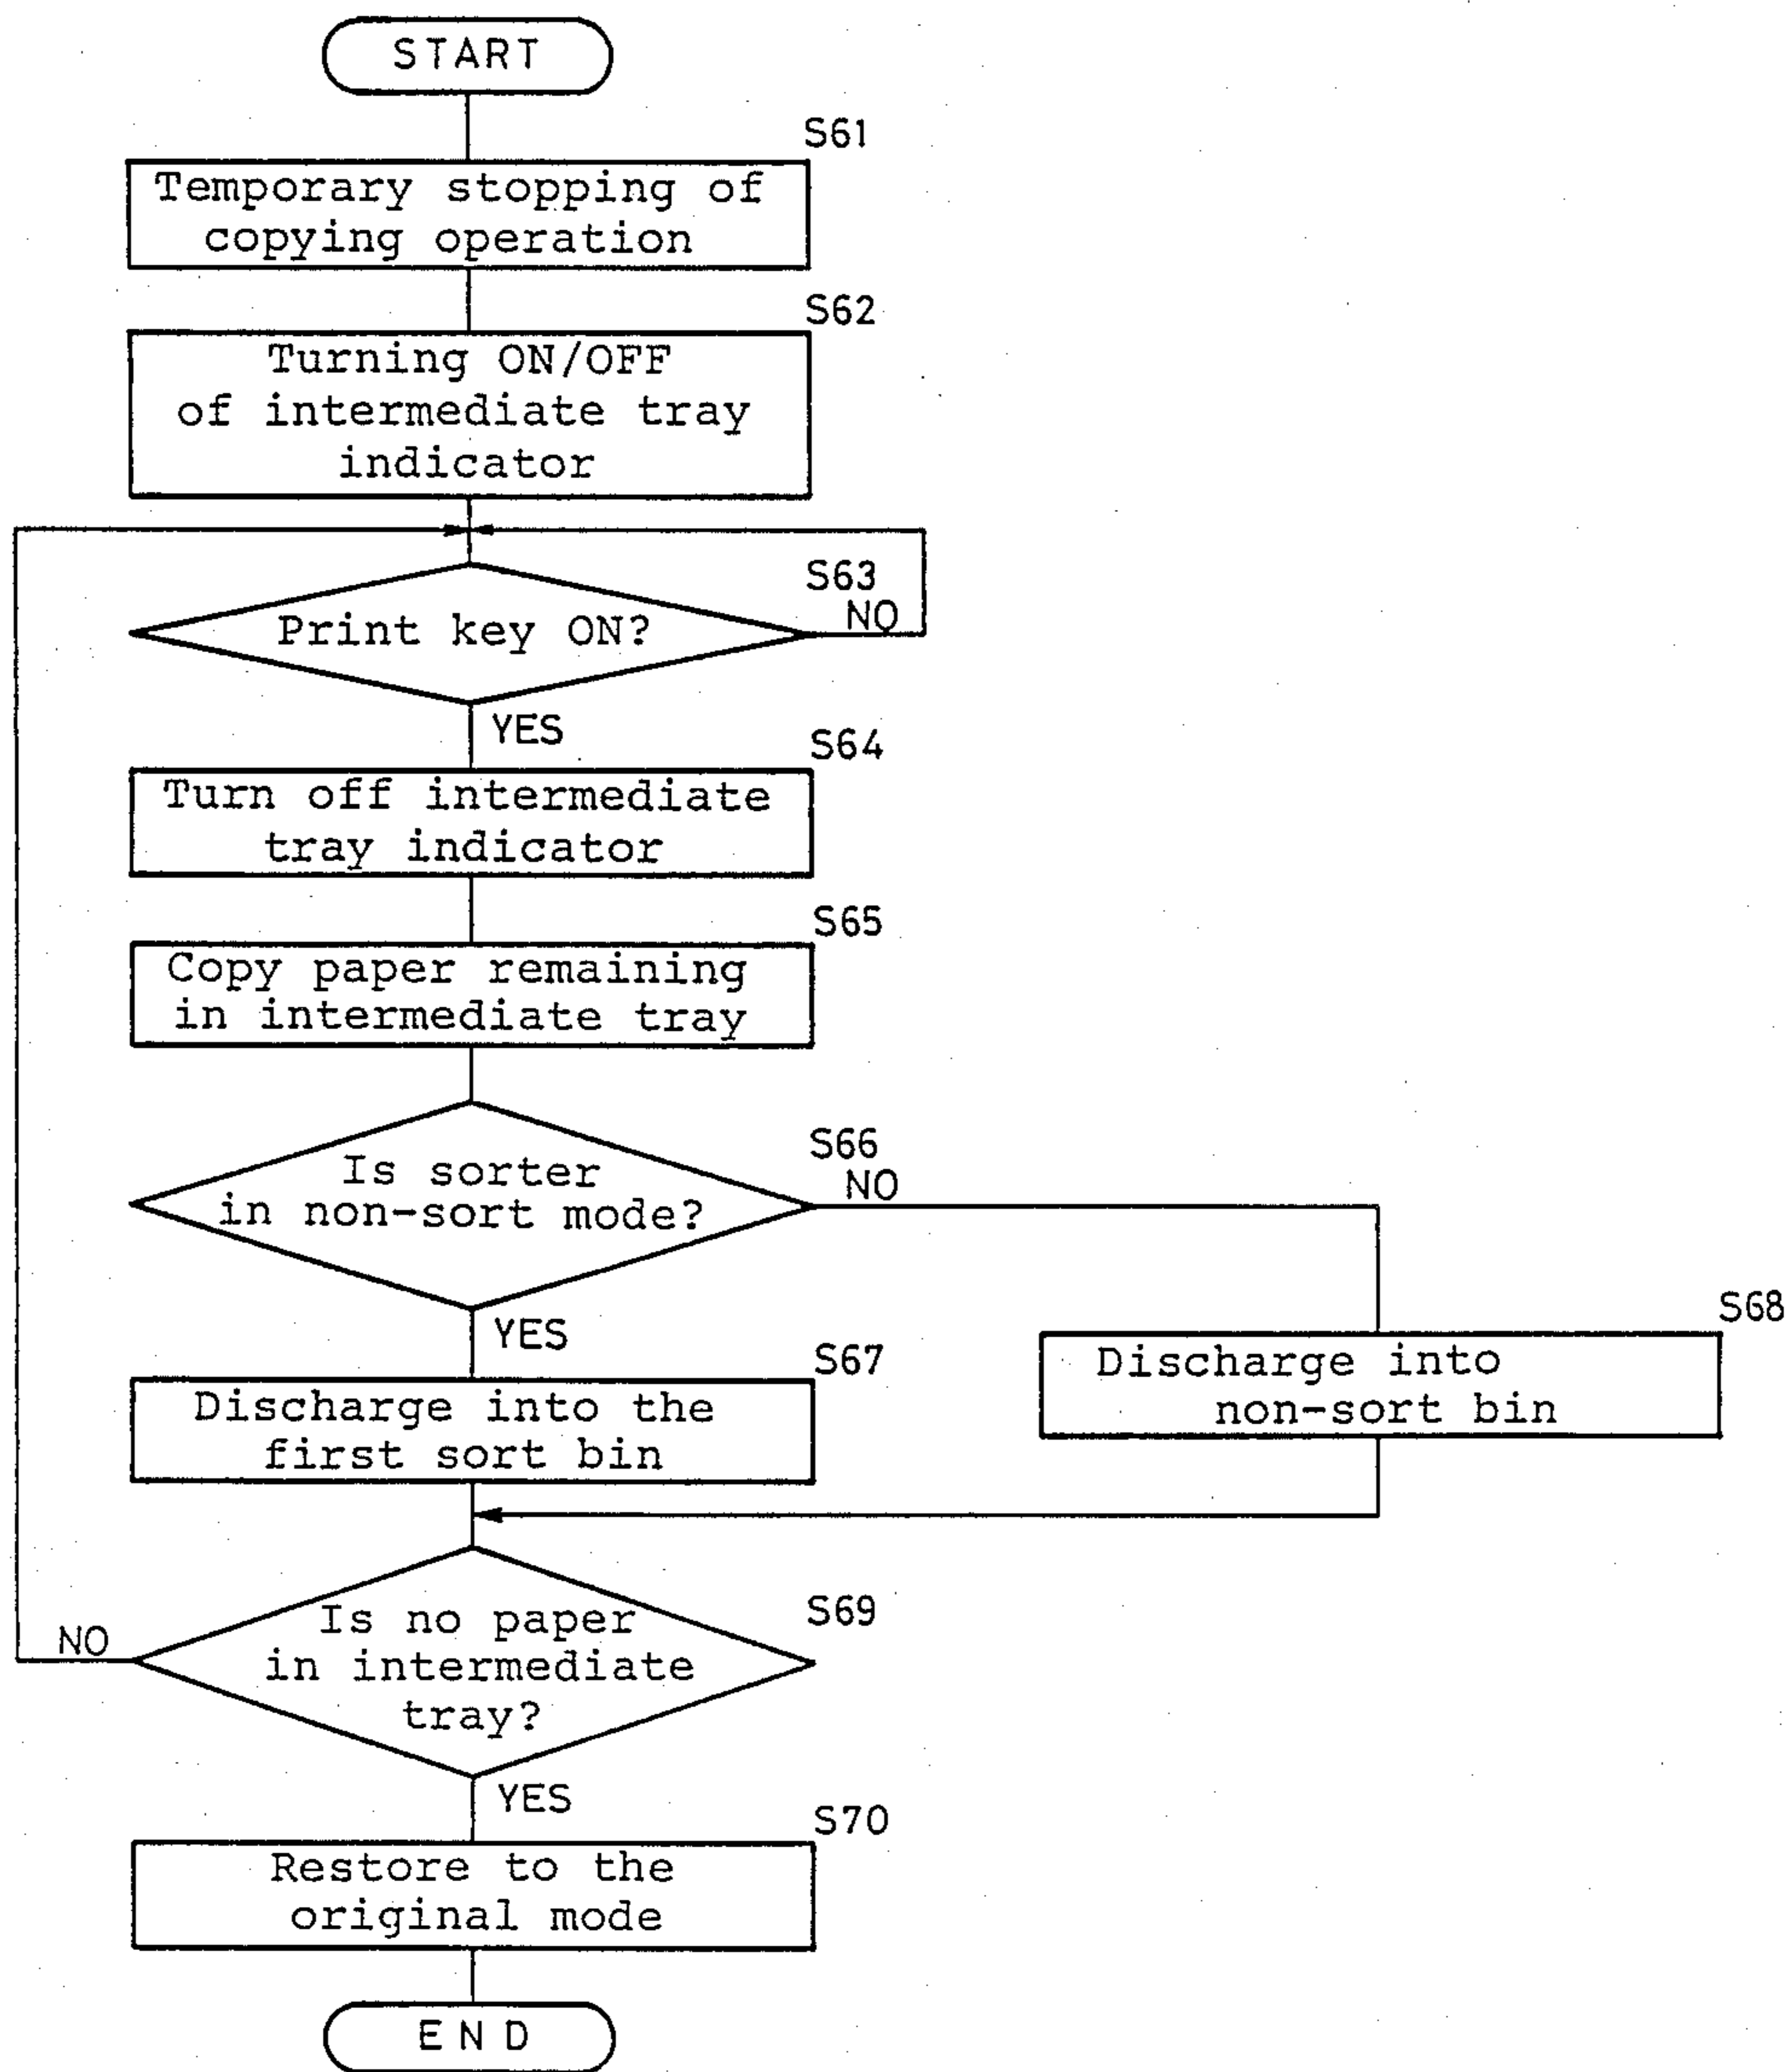 START
S61
Temporary stopping of
copying operation
S62
Turning ON/OFF
of intermediate tray
indicator
S63
NO
Print key ON?
YES
S64
Turn off intermediate
tray indicator
S65
Copy paper remaining
in intermediate tray
S66
NO
Is sorter
in non-sort mode?
YES
S67
Discharge into the
first sort bin
S68
Discharge into
non-sort bin
S69
Is no paper
in intermediate
tray?
NO
YES
S70
Restore to the
original mode
END